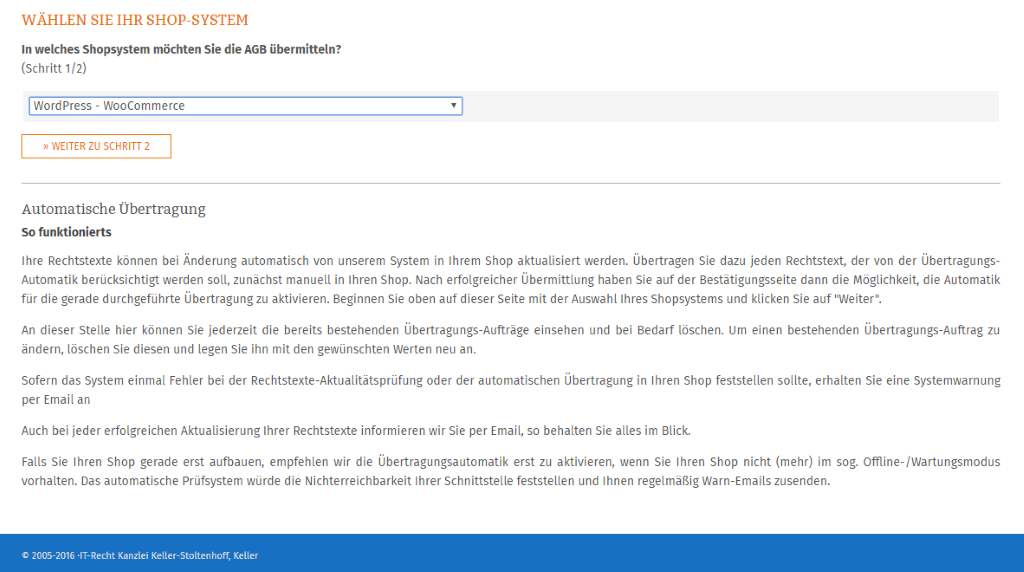 WÄHLEN SIE IHR SHOP-SYSTEM
In welches Shopsystem möchten Sie die AGB übermitteln?
(Schritt 1/2)
WordPress - WooCommerce
» WEITER ZU SCHRITT 2
Automatische Übertragung
So funktionierts
Ihre Rechtstexte können bei Änderung automatisch von unserem System in Ihrem Shop aktualisiert werden. Übertragen Sie dazu jeden Rechtstext, der von der Übertragungs-
Automatik berücksichtigt werden soll, zunächst manuell in Ihren Shop. Nach erfolgreicher Übermittlung haben Sie auf der Bestätigungsseite dann die Möglichkeit, die Automatik
für die gerade durchgeführte Übertragung zu aktivieren. Beginnen Sie oben auf dieser Seite mit der Auswahl Ihres Shopsystems und klicken Sie auf "Weiter".
An dieser Stelle hier können Sie jederzeit die bereits bestehenden Übertragungs-Aufträge einsehen und bei Bedarf löschen. Um einen bestehenden Übertragungs-Auftrag zu
ändern, löschen Sie diesen und legen Sie ihn mit den gewünschten Werten neu an.
Sofern das System einmal Fehler bei der Rechtstexte-Aktualitätsprüfung oder der automatischen Übertragung in Ihren Shop feststellen sollte, erhalten Sie eine Systemwarnung
per Email an
Auch bei jeder erfolgreichen Aktualisierung Ihrer Rechtstexte informieren wir Sie per Email, so behalten Sie alles im Blick.
Falls Sie Ihren Shop gerade erst aufbauen, empfehlen wir die Übertragungsautomatik erst zu aktivieren, wenn Sie Ihren Shop nicht (mehr) im sog. Offline-/Wartungsmodus
vorhalten. Das automatische Prüfsystem würde die Nichterreichbarkeit Ihrer Schnittstelle feststellen und Ihnen regelmäßig Warn-Emails zusenden.
© 2005-2016 ·IT-Recht Kanzlei Keller-Stoltenhoff, Keller